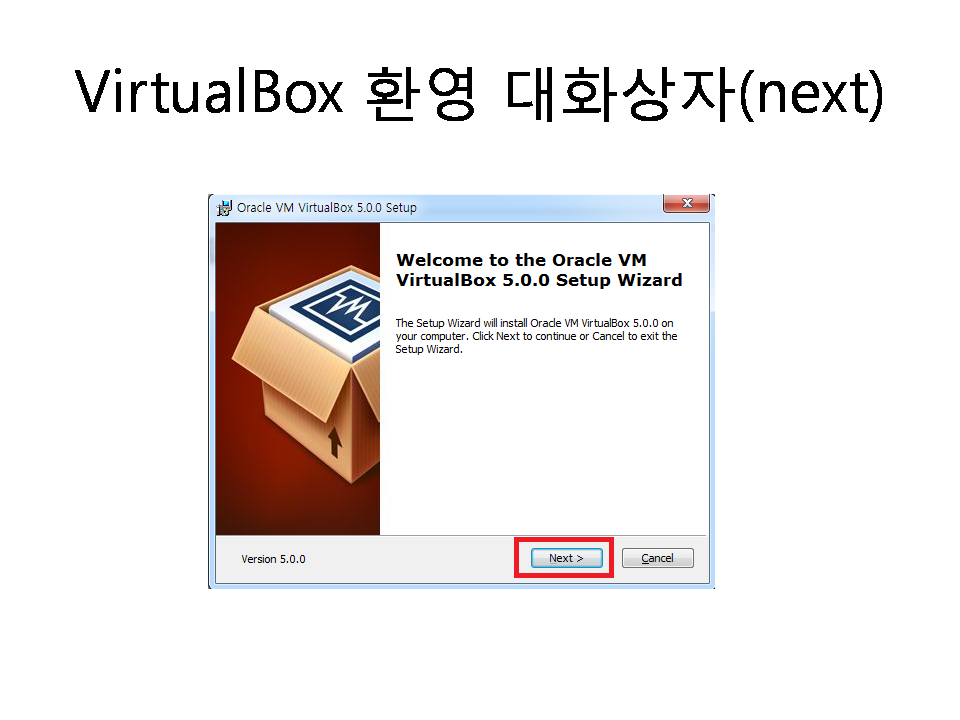 VirtualBox 환영 대화상자(next)
Oracle VM VirtualBox 5.0.0 Setup
Welcome to the Oracle VM
VirtualBox 5.0.0 Setup Wizard
The Setup Wizard will install Oracle VM VirtualBox 5.0.0 on
your computer. Click Next to continue or Cancel to exit the
Setup Wizard.
Version 5.0.0
Next >
Cancel